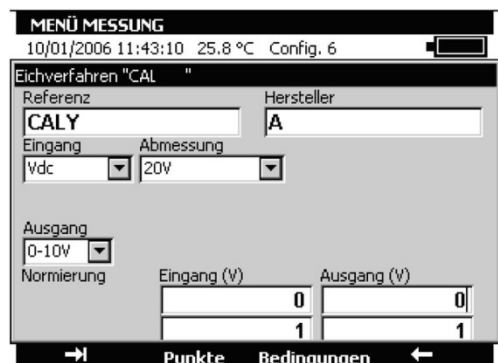 MENÜ MESSUNG
10/01/2006 11:43:10 25.8 °C Config. 6
Eichverfahren "CAL "
Referenz Hersteller
CALY A
Eingang Abmessung
Vdc 20V
Ausgang
0-10V
Normierung Eingang (V) Ausgang (V)
0 0
1 1
Punkte Bedingungen